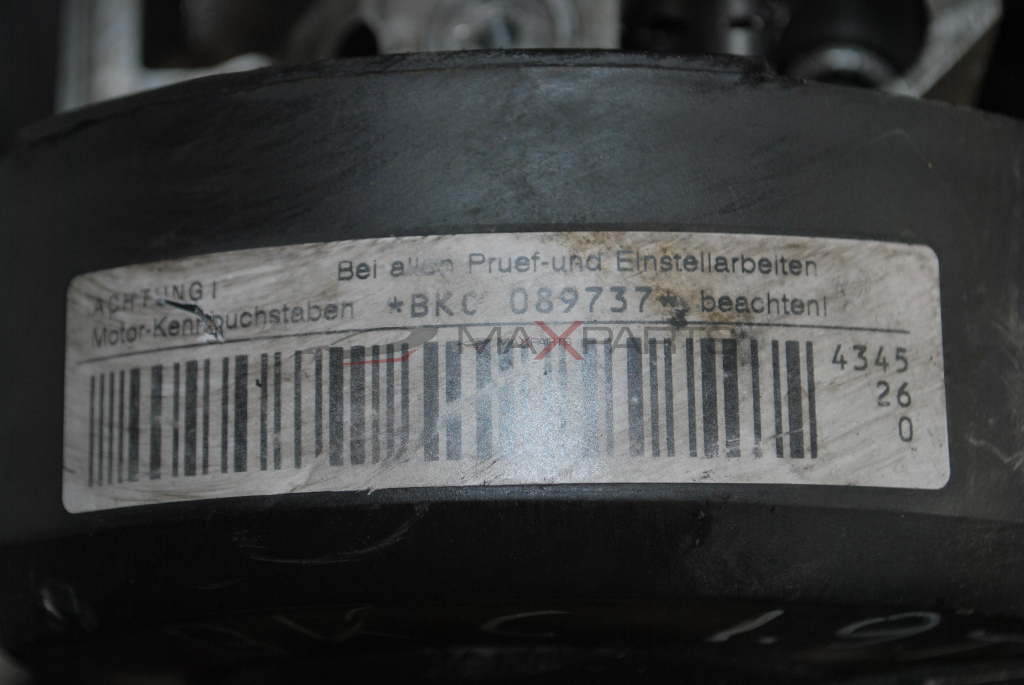 ACHTUNG! Bei allen Pruef-und Einstellarbeiten
Motor-Kennbuchstaben *BKC 089737* beachten!
MAXPARTS
4345
26
0